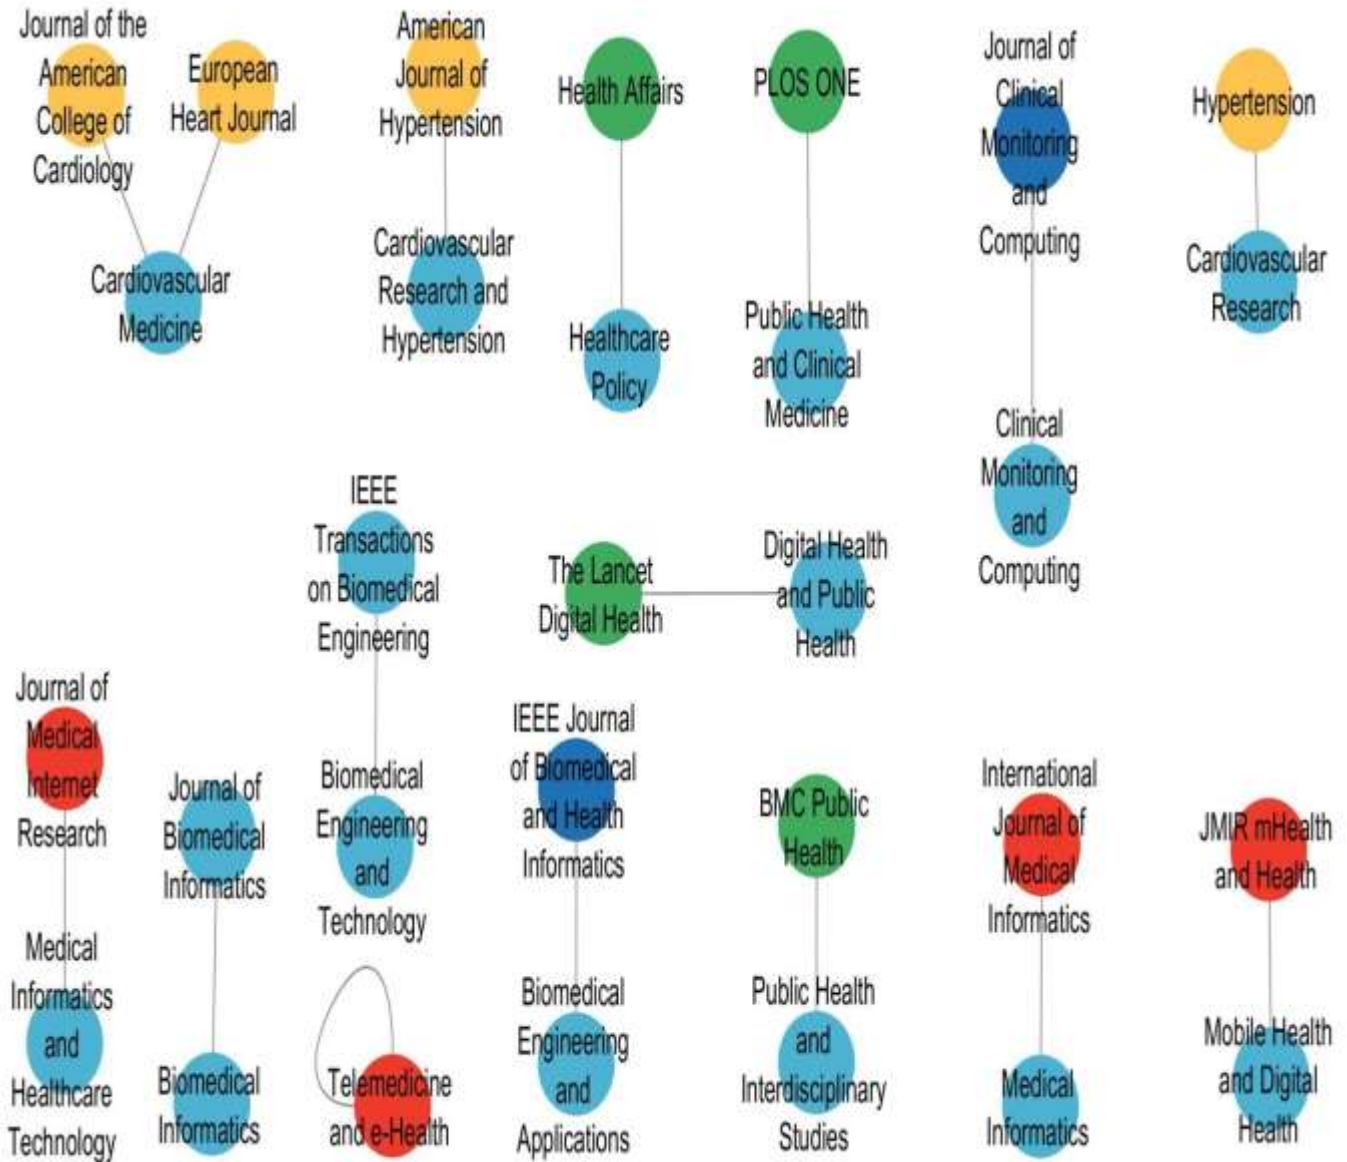 Journal of the
American
College of
Cardiology
European
Heart Journal
Cardiovascular
Medicine
American
Journal of
Hypertension
Cardiovascular
Research and
Hypertension
Health Affairs
Healthcare
Policy
PLOS ONE
Public Health
and Clinical
Medicine
Journal of
Clinical
Monitoring
and
Computing
Clinical
Monitoring
and
Computing
Hypertension
Cardiovascular
Research
IEEE
Transactions
on Biomedical
Engineering
Biomedical
Engineering
and
Technology
The Lancet
Digital Health
Digital Health
and Public
Health
Journal of
Medical
Internet
Research
Medical
Informatics
and
Healthcare
Technology
Journal of
Biomedical
Informatics
Biomedical
Informatics
Telemedicine
and e-Health
IEEE Journal
of Biomedical
and Health
Informatics
Biomedical
Engineering
and
Applications
BMC Public
Health
Public Health
and
Interdisciplinary
Studies
International
Journal of
Medical
Informatics
Medical
Informatics
JMIR mHealth
and Health
Mobile Health
and Digital
Health